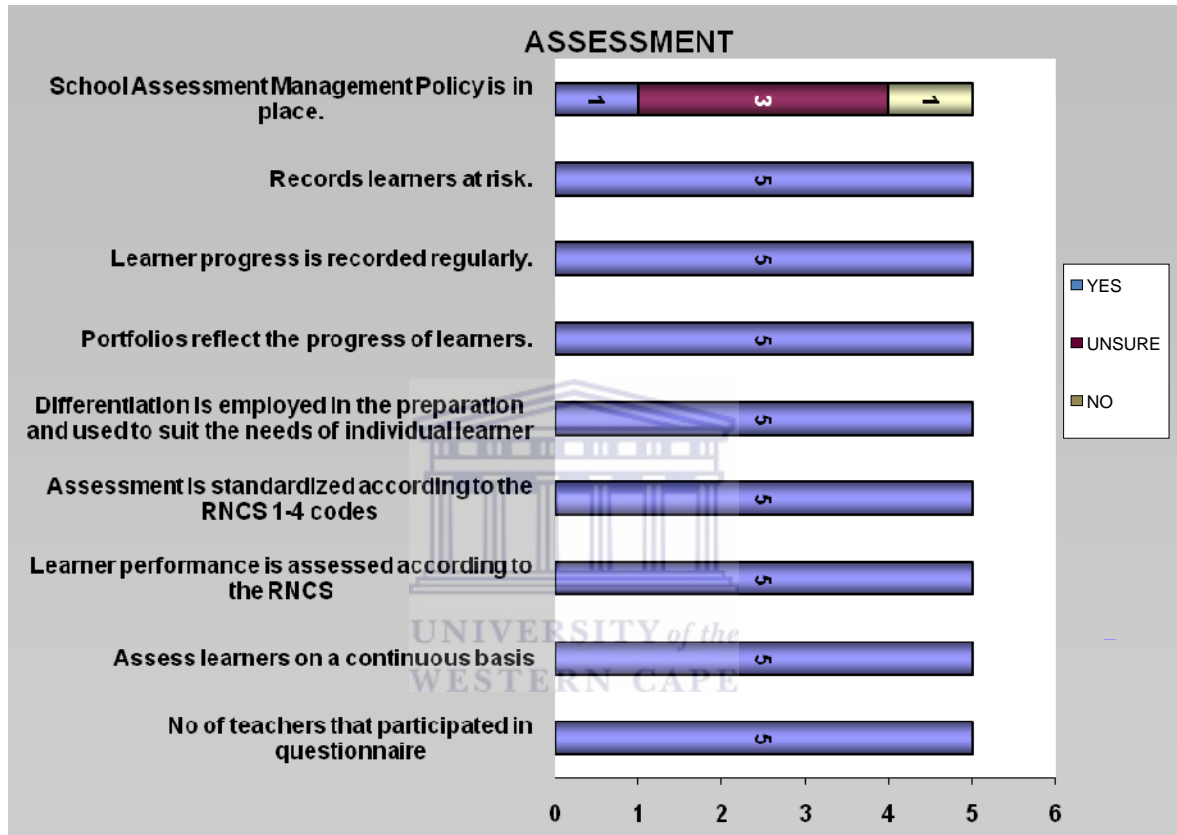 ASSESSMENT
School Assessment Management Policy is in
place.
1
3
1
Records learners at risk.
5
Learner progress is recorded regularly.
5
Portfolios reflect the progress of learners.
5
Differentiation is employed in the preparation
and used to suit the needs of individual learner
5
Assessment is standardized according to the
RNCS 1-4 codes
5
Learner performance is assessed according to
the RNCS
5
Assess learners on a continuous basis
5
No of teachers that participated in
questionnaire
5
0 1 2 3 4 5 6
YES
UNSURE
NO
UNIVERSITY of the
WESTERN CAPE